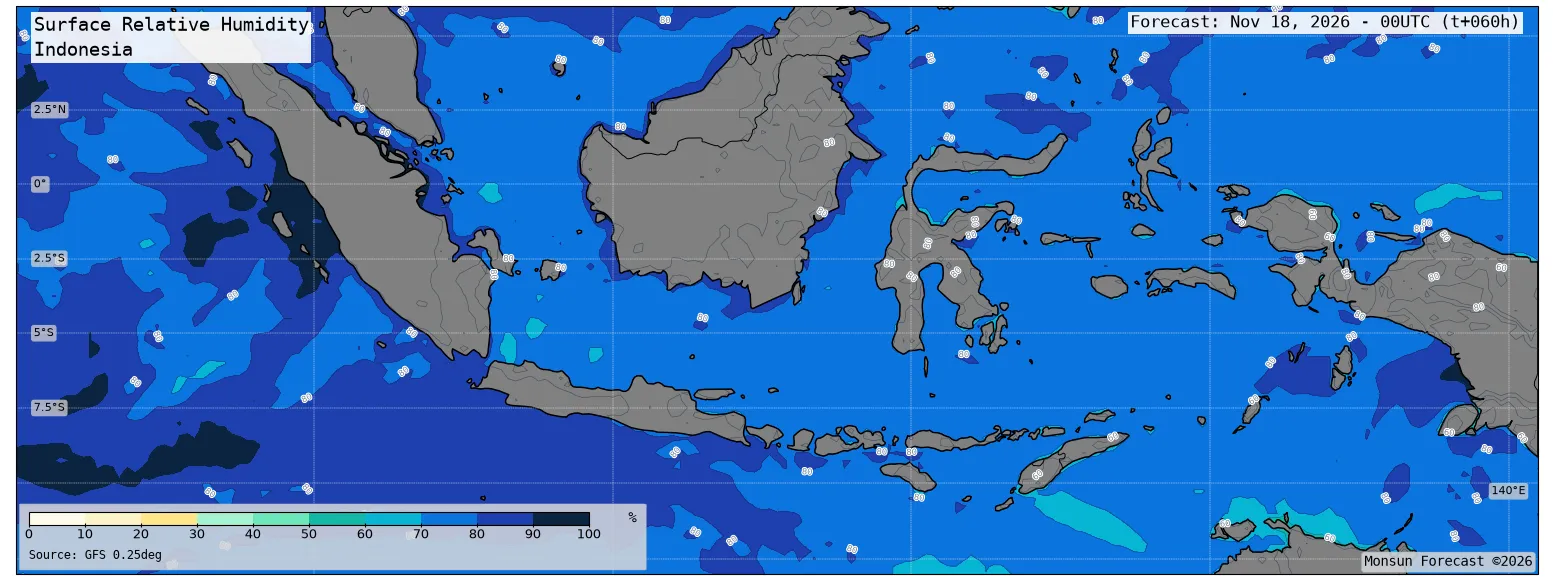 Surface Relative Humidity
Indonesia
Forecast: Nov 18, 2026 - 00UTC (t+060h)
2.5°N
0°
2.5°S
5°S
7.5°S
140°E
%
0 10 20 30 40 50 60 70 80 90 100
Source: GFS 0.25deg
Monsun Forecast ©2026